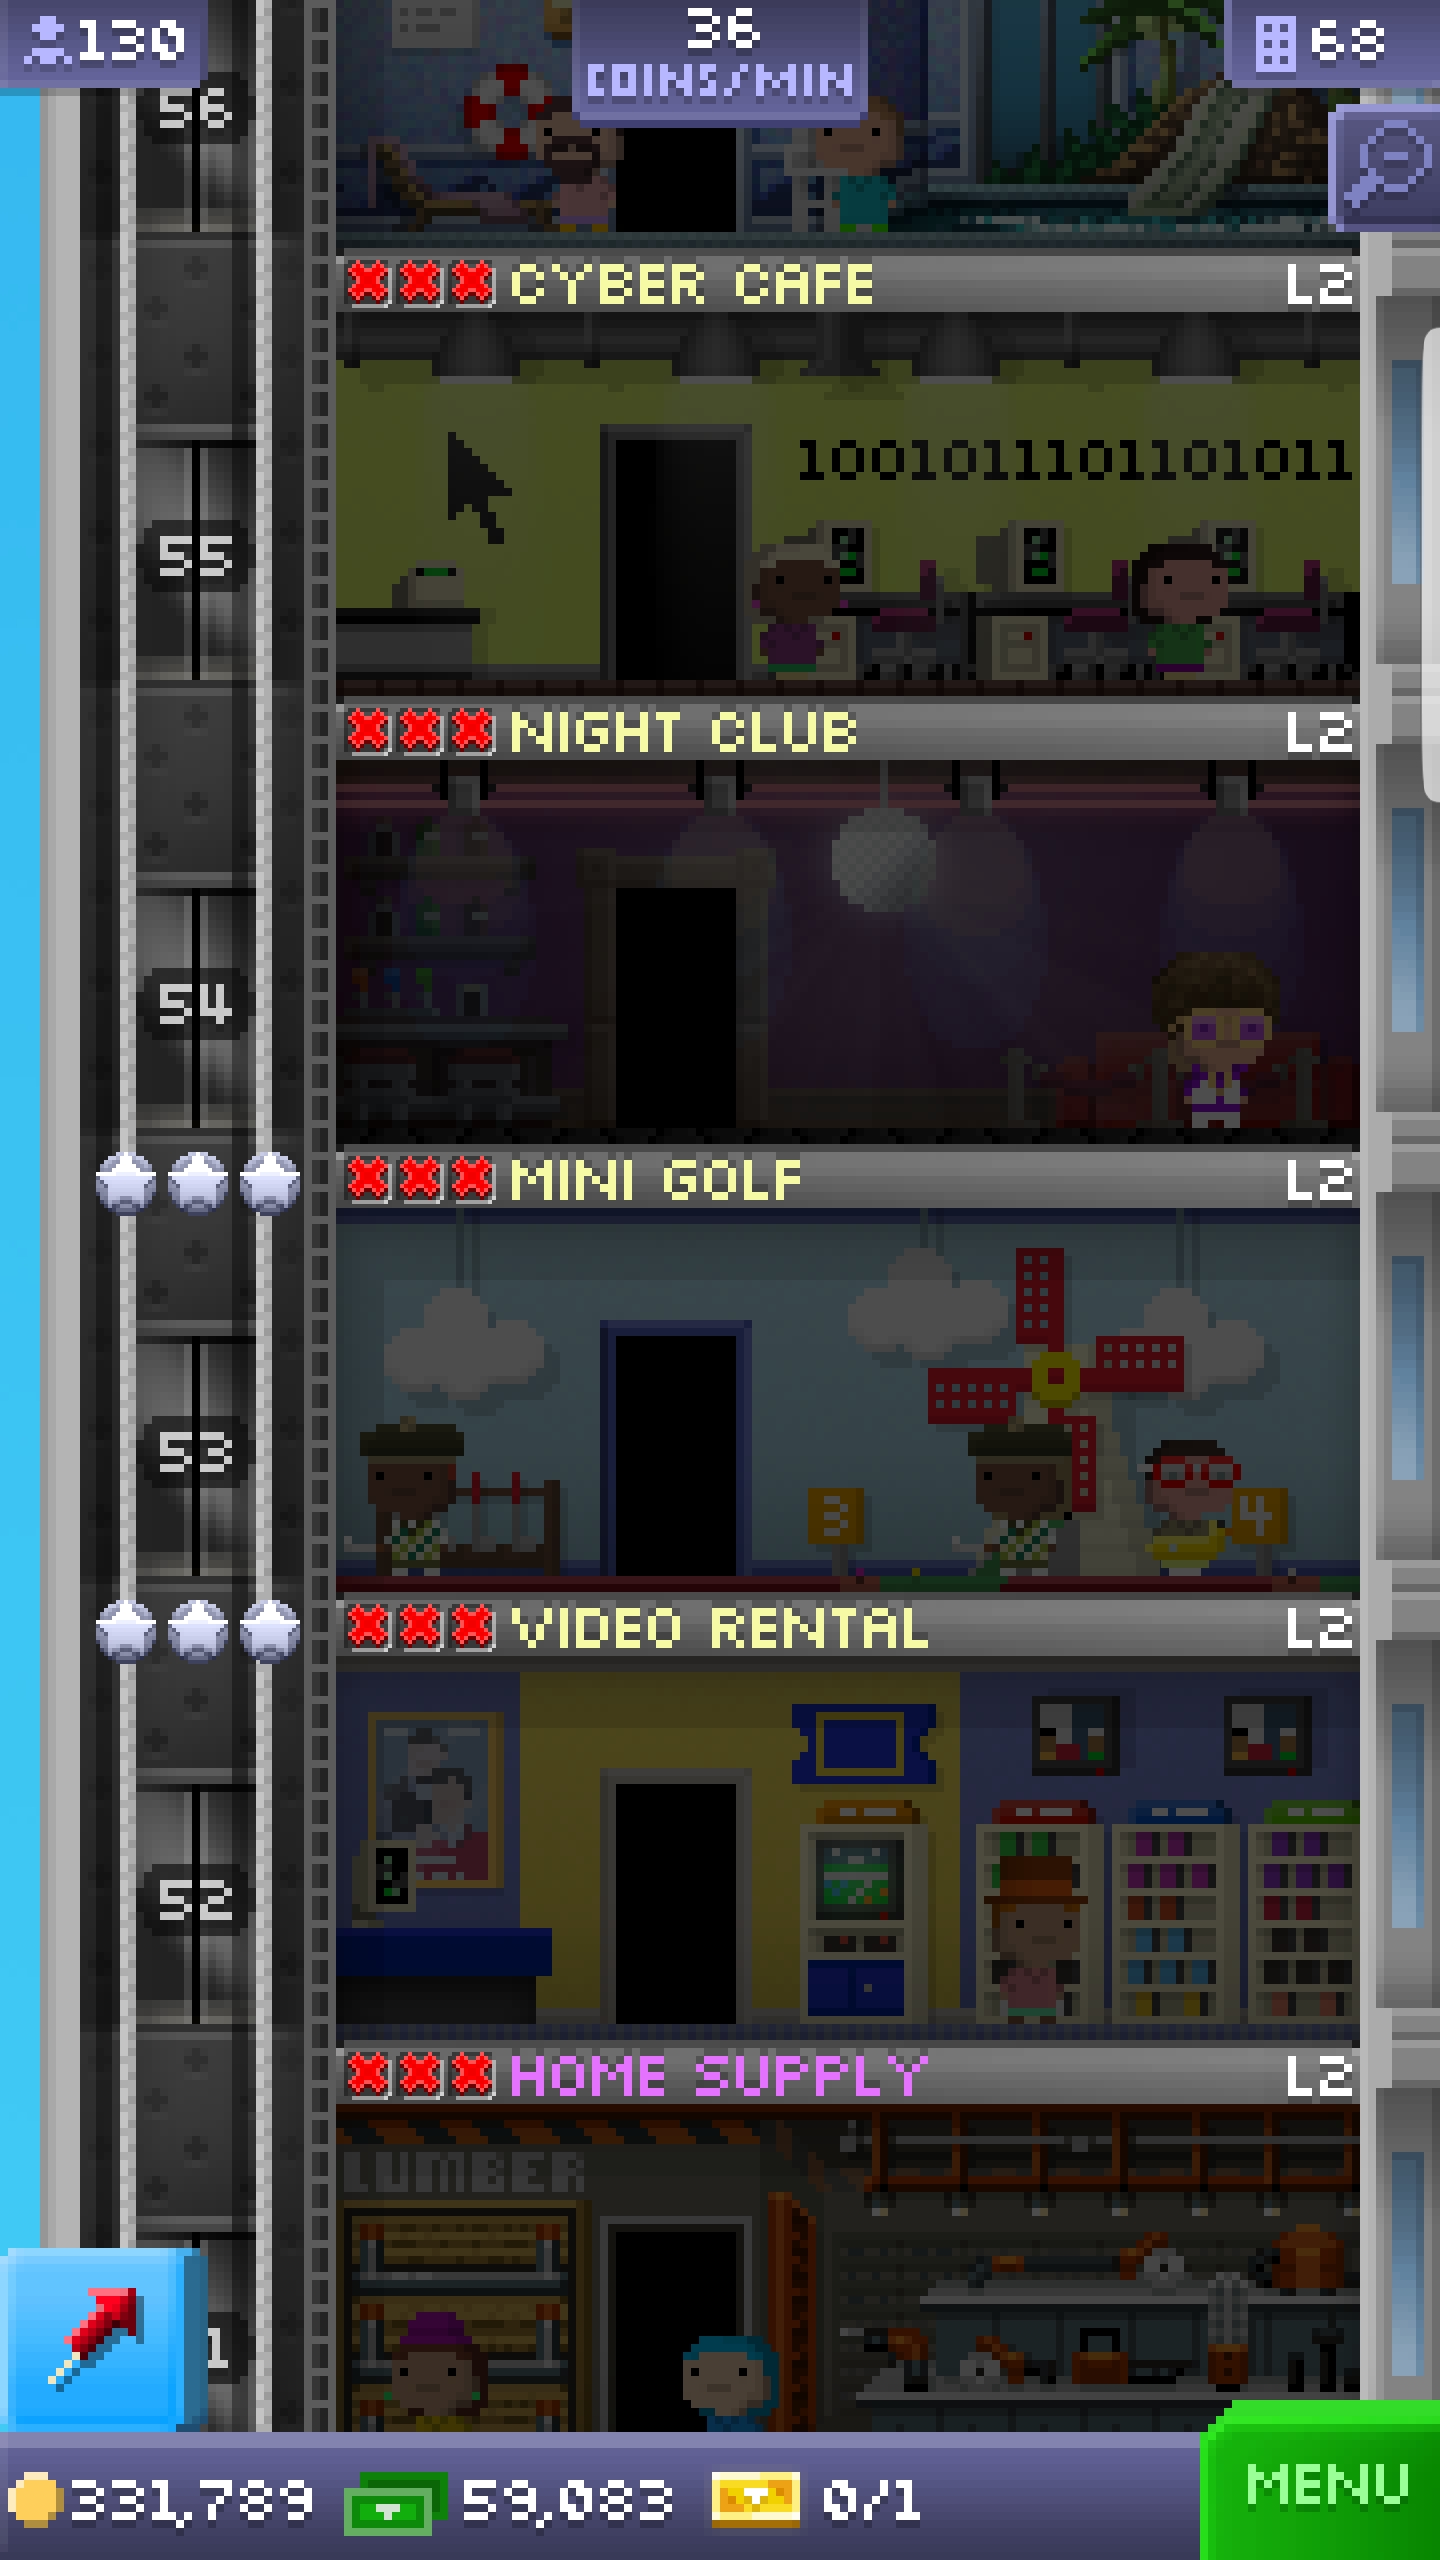 130
36
COINS/MIN
68
56
CYBER CAFE L2
1001011101101011
55
NIGHT CLUB L2
54
MINI GOLF L2
53
3
4
VIDEO RENTAL L2
52
HOME SUPPLY L2
LUMBER
1
331,789 59,083 0/1
MENU